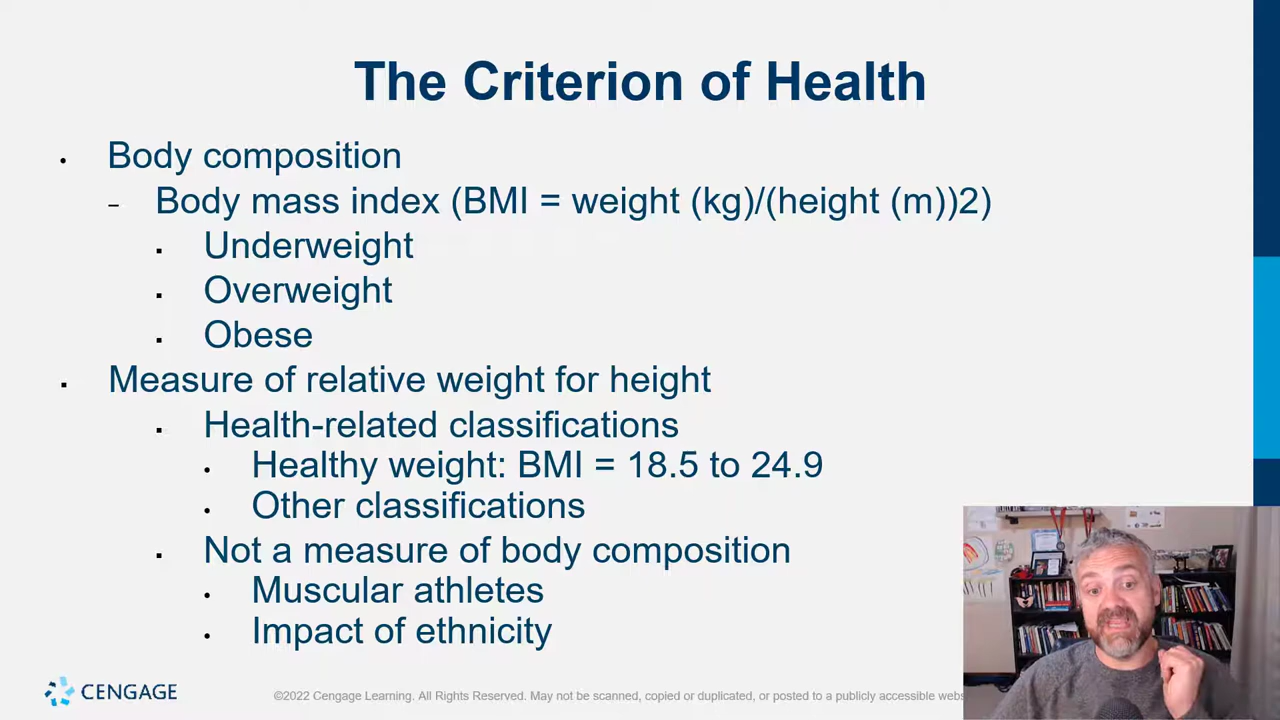 The Criterion of Health
• Body composition
– Body mass index (BMI = weight (kg)/(height (m))2)
▪ Underweight
▪ Overweight
▪ Obese
▪ Measure of relative weight for height
▪ Health-related classifications
• Healthy weight: BMI = 18.5 to 24.9
• Other classifications
▪ Not a measure of body composition
• Muscular athletes
• Impact of ethnicity
CENGAGE
©2022 Cengage Learning. All Rights Reserved. May not be scanned, copied or duplicated, or posted to a publicly accessible